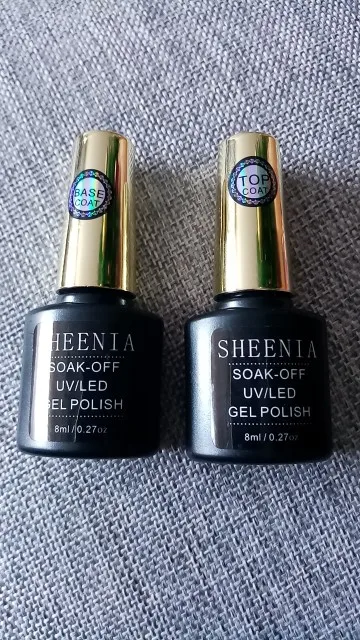 BASE
COAT
HEENIA
SOAK-OFF
UV/LED
GEL POLISH
8ml / 0.27oz
TOP
COAT
SHEENIA
SOAK-OFF
UV/LED
GEL POLISH
8ml / 0.27oz